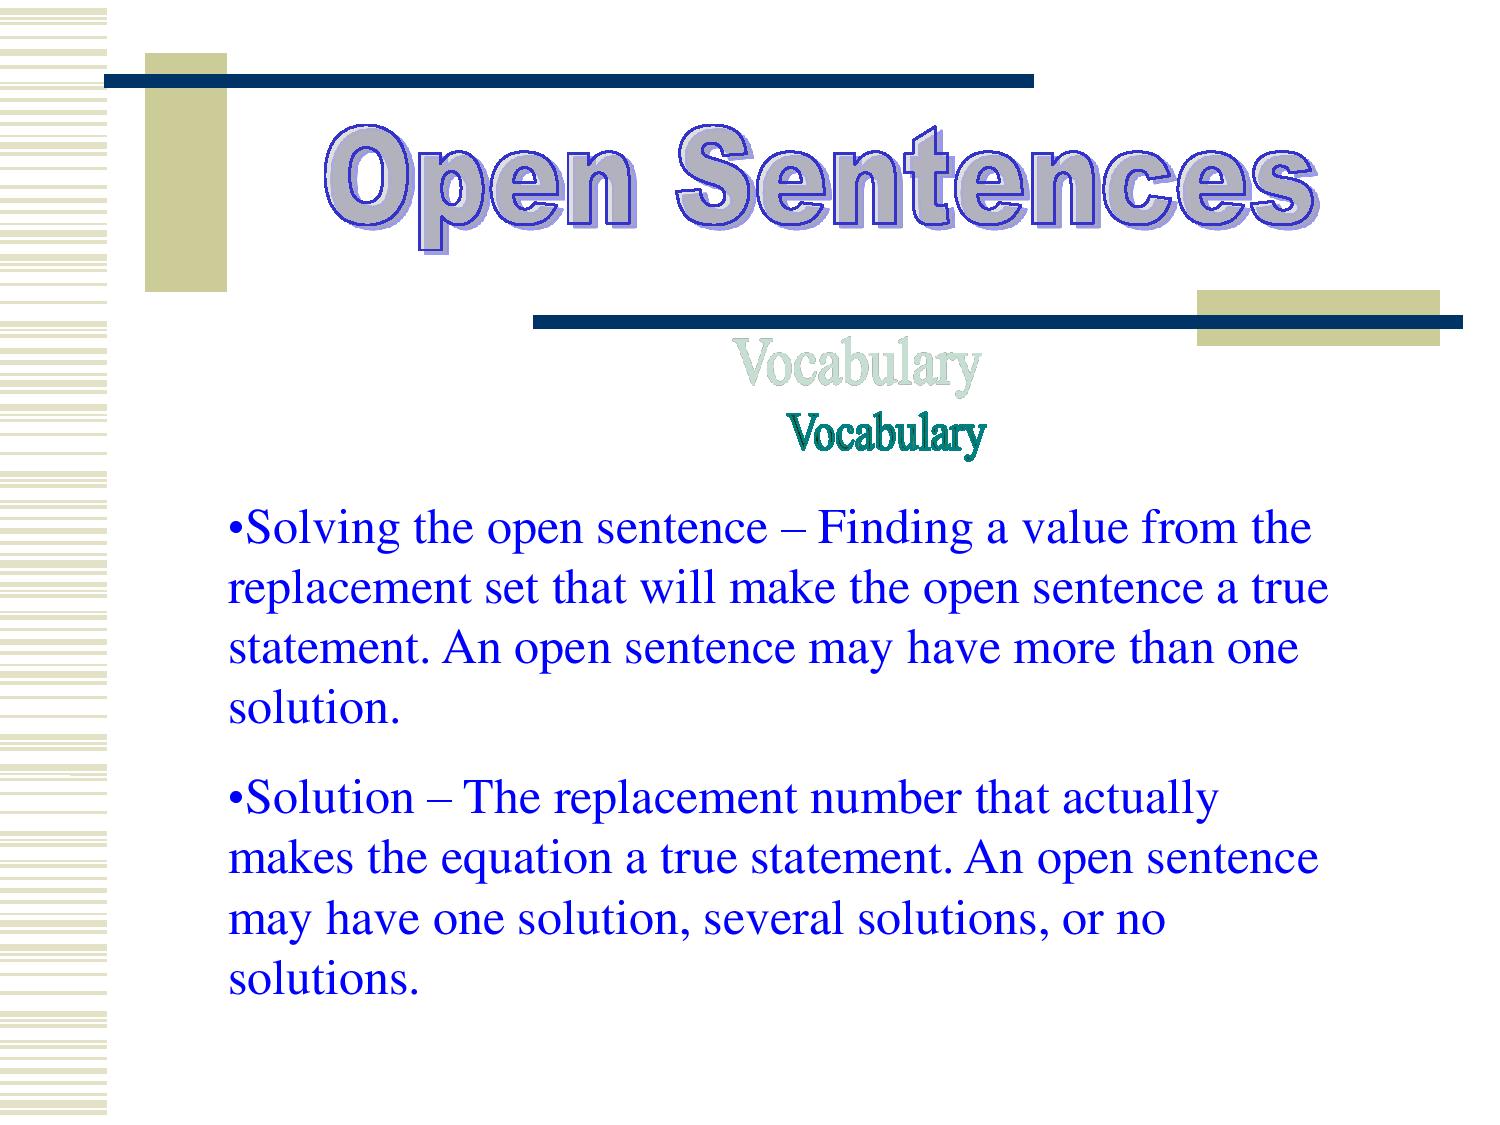 Open Sentences
Vocabulary
Vocabulary
•Solving the open sentence – Finding a value from the
replacement set that will make the open sentence a true
statement. An open sentence may have more than one
solution.
•Solution – The replacement number that actually
makes the equation a true statement. An open sentence
may have one solution, several solutions, or no
solutions.